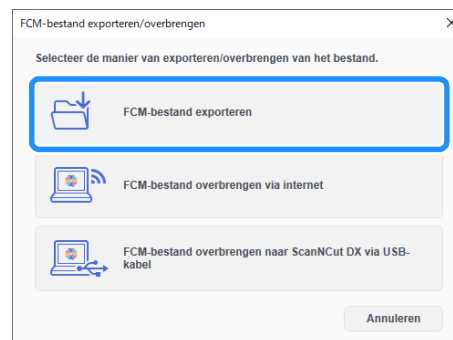 FCM-bestand exporteren/overbrengen
Selecteer de manier van exporteren/overbrengen van het bestand.
FCM-bestand exporteren
FCM-bestand overbrengen via internet
FCM-bestand overbrengen naar ScanNCut DX via USB-
kabel
Annuleren